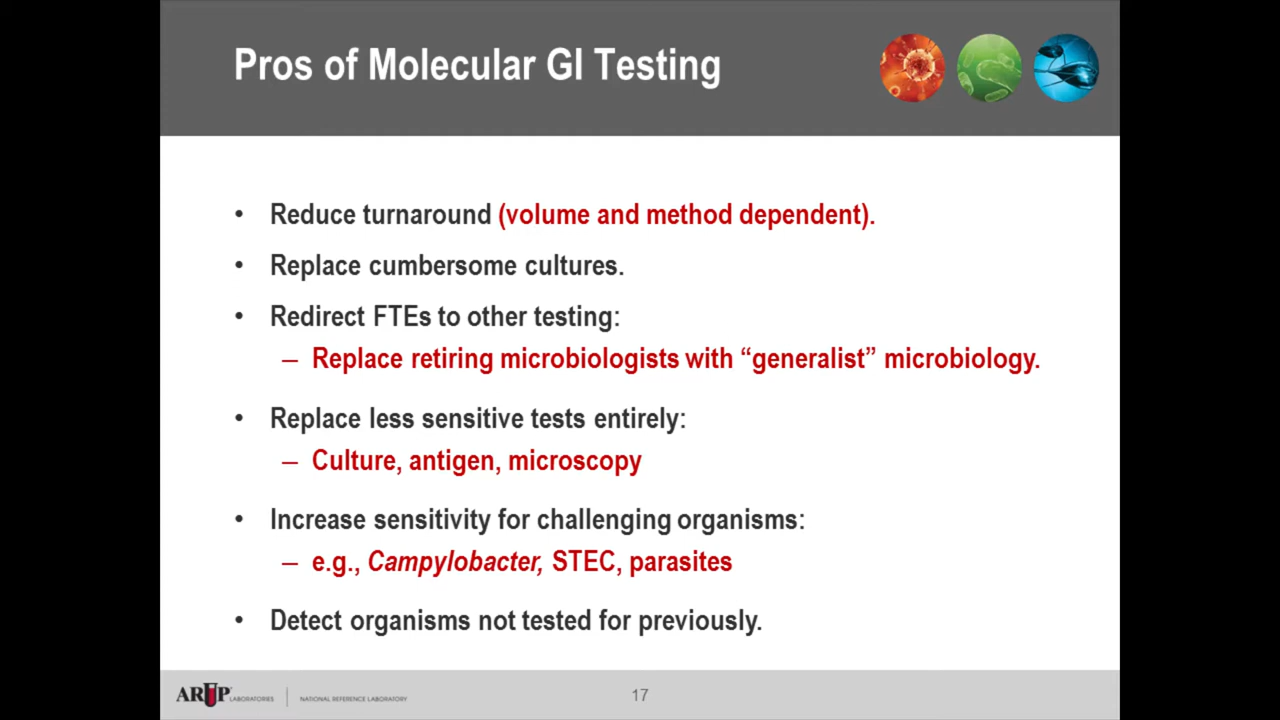 Pros of Molecular GI Testing
• Reduce turnaround (volume and method dependent).
• Replace cumbersome cultures.
• Redirect FTEs to other testing:
– Replace retiring microbiologists with “generalist” microbiology.
• Replace less sensitive tests entirely:
– Culture, antigen, microscopy
• Increase sensitivity for challenging organisms:
– e.g., Campylobacter, STEC, parasites
• Detect organisms not tested for previously.
ARUP LABORATORIES | NATIONAL REFERENCE LABORATORY
17